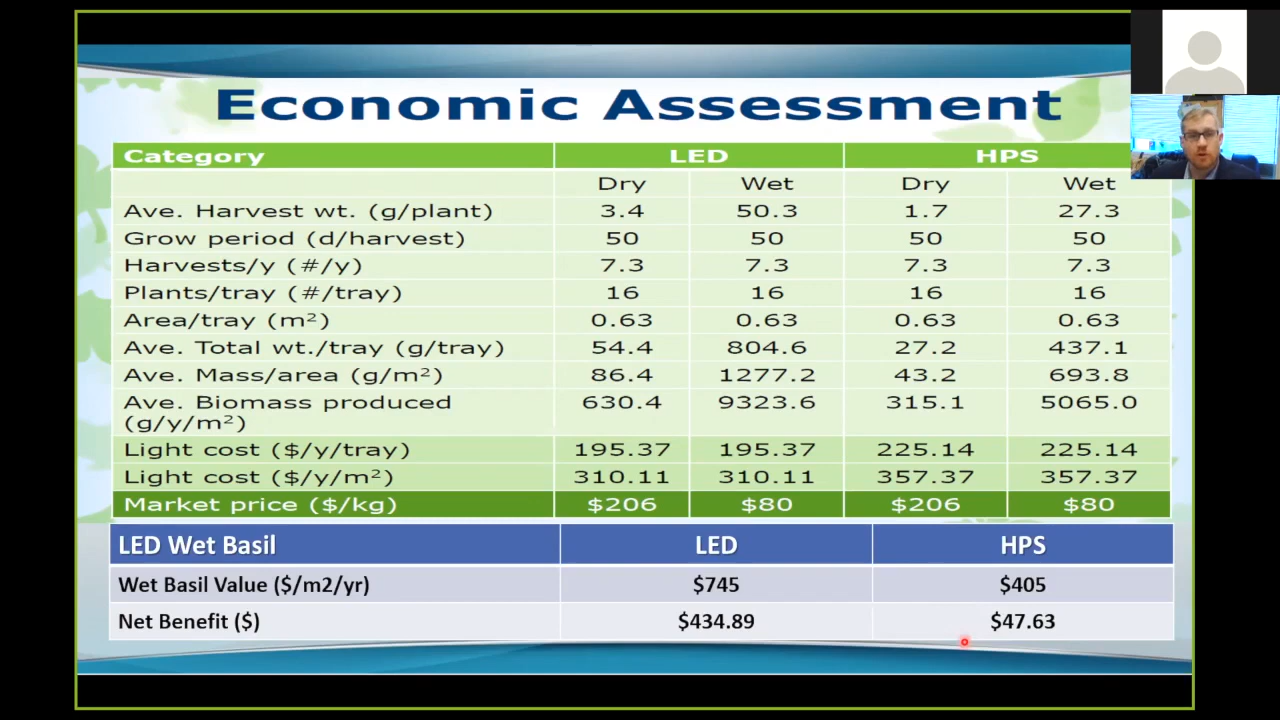 Economic Assessment
Category LED HPS
Dry Wet Dry Wet
Ave. Harvest wt. (g/plant) 3.4 50.3 1.7 27.3
Grow period (d/harvest) 50 50 50 50
Harvests/y (#/y) 7.3 7.3 7.3 7.3
Plants/tray (#/tray) 16 16 16 16
Area/tray (m²) 0.63 0.63 0.63 0.63
Ave. Total wt./tray (g/tray) 54.4 804.6 27.2 437.1
Ave. Mass/area (g/m²) 86.4 1277.2 43.2 693.8
Ave. Biomass produced 630.4 9323.6 315.1 5065.0
(g/y/m²)
Light cost ($/y/tray) 195.37 195.37 225.14 225.14
Light cost ($/y/m²) 310.11 310.11 357.37 357.37
Market price ($/kg) $206 $80 $206 $80
LED Wet Basil LED HPS
Wet Basil Value ($/m2/yr) $745 $405
Net Benefit ($) $434.89 $47.63